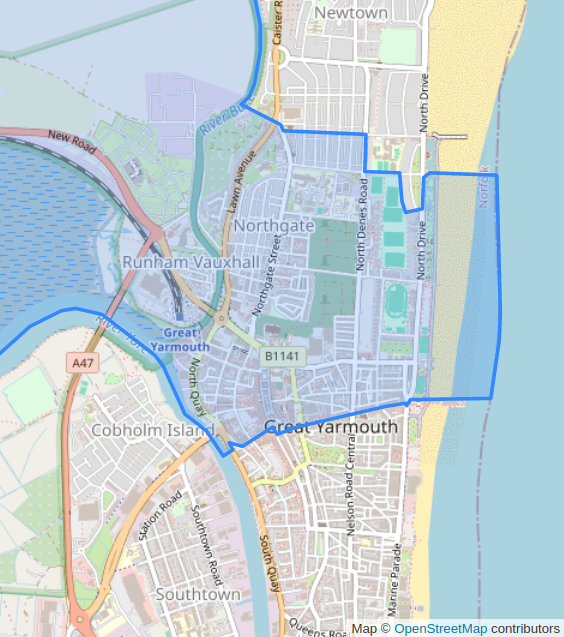 Newtown
Caister R
North Drive
River Bure
New Road
Norfolk
Lawn Avenue
Northgate
North Denes Road
North Drive
Runham Vauxhall
Northgate Street
River Yare
Great
Yarmouth
B1141
A47
North Quay
Cobholm Island
Great Yarmouth
Nelson Road Central
Station Road
Southtown Road
South Quay
Marine Parade
Southtown
Queens Road
Map © OpenStreetMap contributors